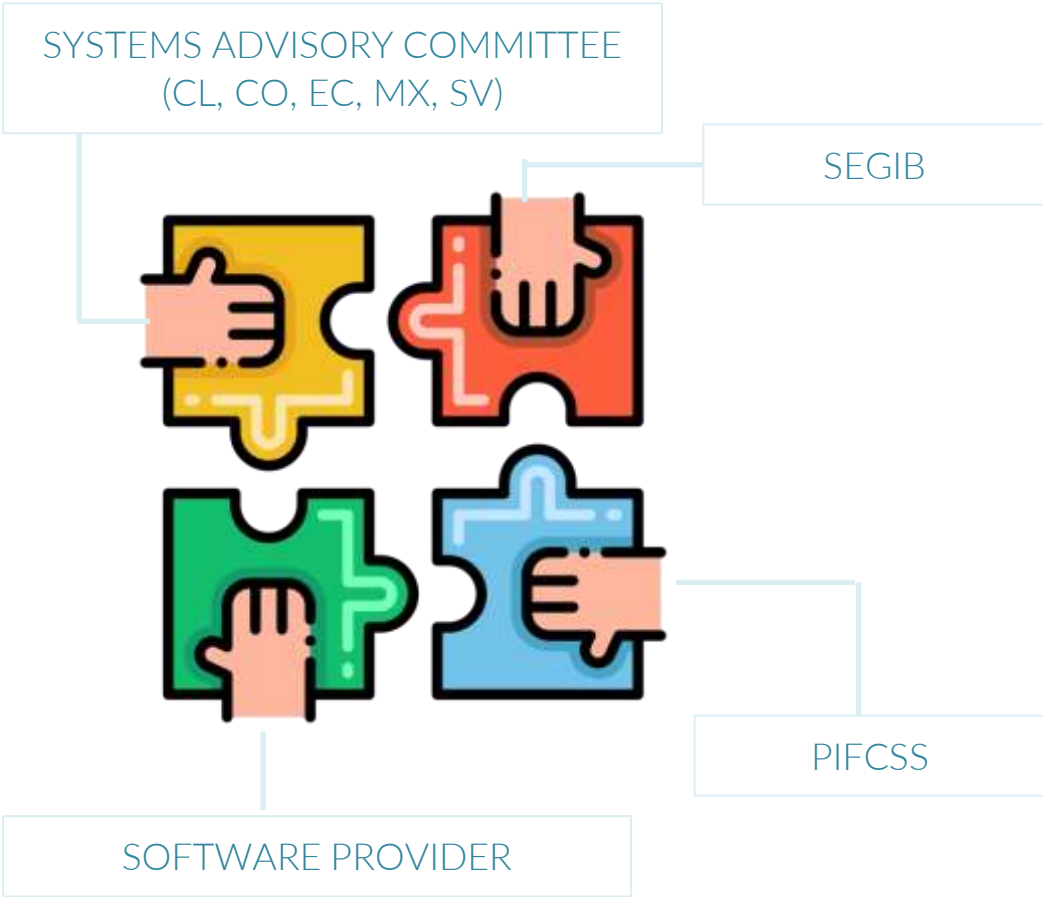 SYSTEMS ADVISORY COMMITTEE
(CL, CO, EC, MX, SV)
SEGIB
PIFCSS
SOFTWARE PROVIDER